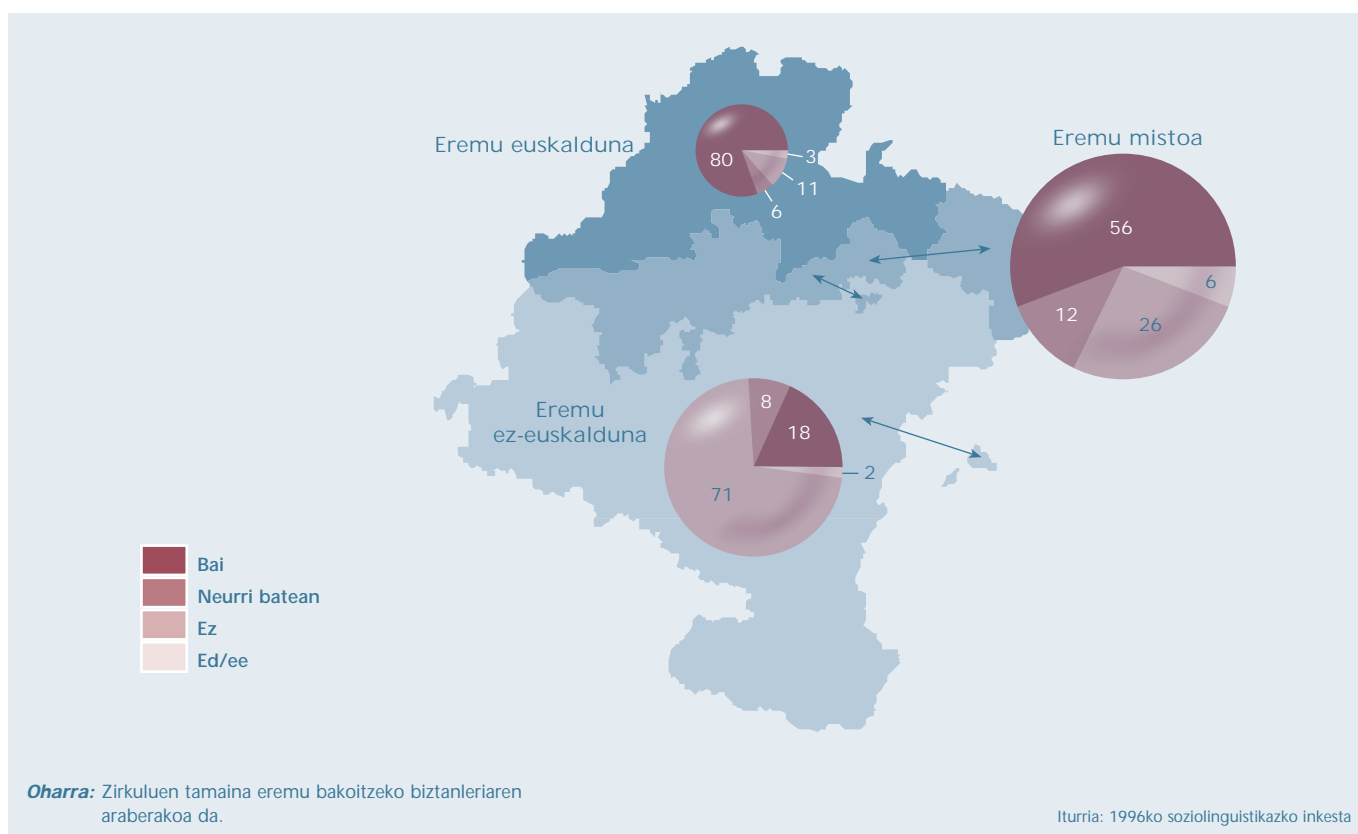 Eremu euskalduna
80
3
11
6
Eremu mistoa
56
6
12
26
Eremu
ez-euskalduna
8
18
2
71
Bai
Neurri batean
Ez
Ed/ee
Oharra: Zirkuluen tamaina eremu bakoitzeko biztanleriaren
araberakoa da.
Iturria: 1996ko soziolinguistikazko inkesta